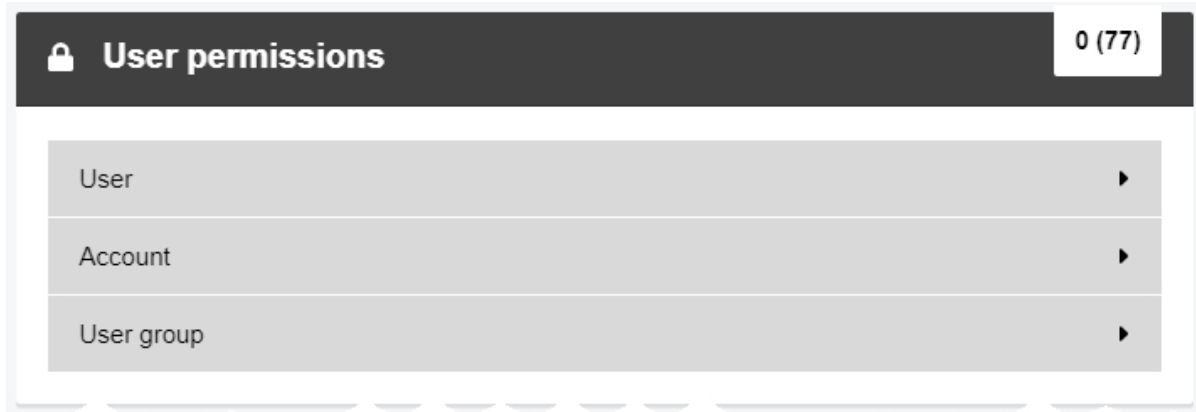 User permissions
0 (77)
User
Account
User group